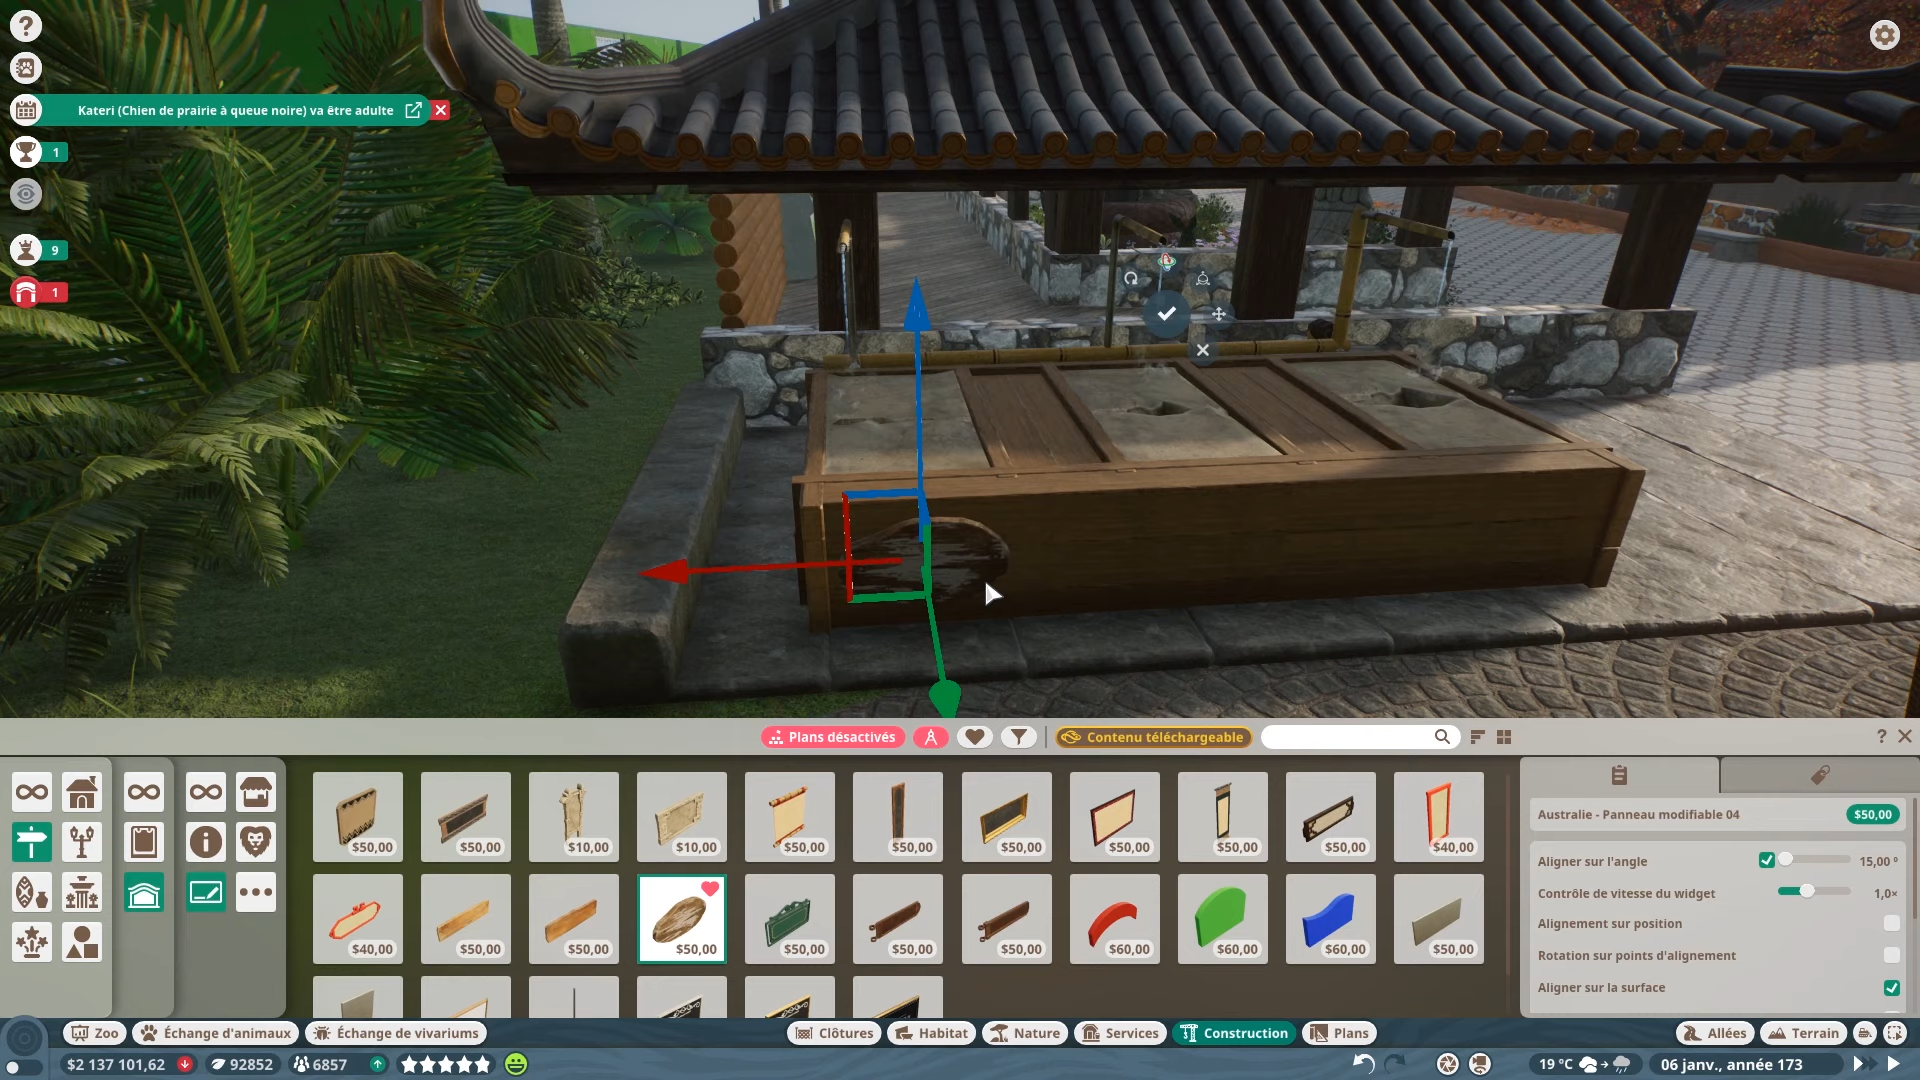 Kateri (Chien de prairie à queue noire) va être adulte
1
9
1
Plans désactivés
Contenu téléchargeable
?
$50,00 $50,00 $10,00 $10,00 $50,00 $50,00 $50,00 $50,00 $50,00 $50,00 $40,00
$40,00 $50,00 $50,00 $50,00 $50,00 $50,00 $50,00 $60,00 $60,00 $60,00 $50,00
Australie - Panneau modifiable 04 $50,00
Aligner sur l'angle 15,00 °
Contrôle de vitesse du widget 1,0×
Alignement sur position
Rotation sur points d'alignement
Aligner sur la surface
Zoo Échange d'animaux Échange de vivariums Clôtures Habitat Nature Services Construction Plans Allées Terrain
$2 137 101,62 92852 6857 19 °C 06 janv., année 173